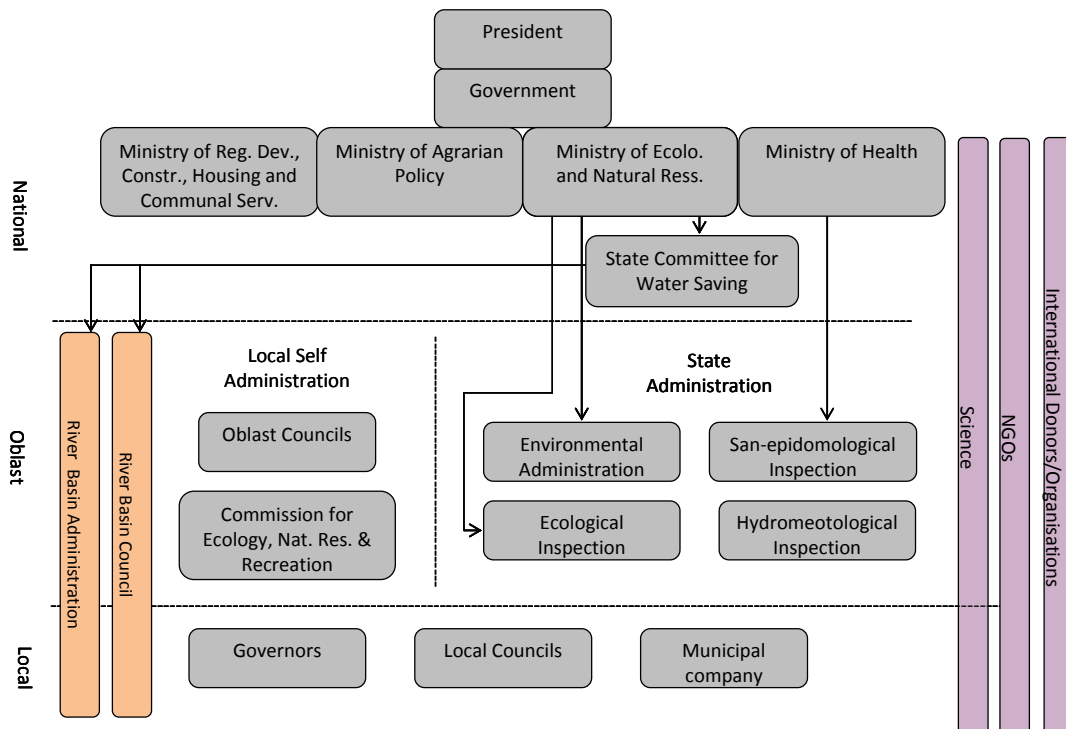 President
Government
Ministry of Reg. Dev.,
Constr., Housing and
Communal Serv.
Ministry of Agrarian
Policy
Ministry of Ecolo.
and Natural Ress.
Ministry of Health
National
State Committee for
Water Saving
Local Self
Administration
State
Administration
Oblast
River Basin Administration
River Basin Council
Oblast Councils
Commission for
Ecology, Nat. Res. &
Recreation
Environmental
Administration
San-epidomological
Inspection
Ecological
Inspection
Hydromeotological
Inspection
Science
NGOs
International Donors/Organisations
Local
Governors
Local Councils
Municipal
company